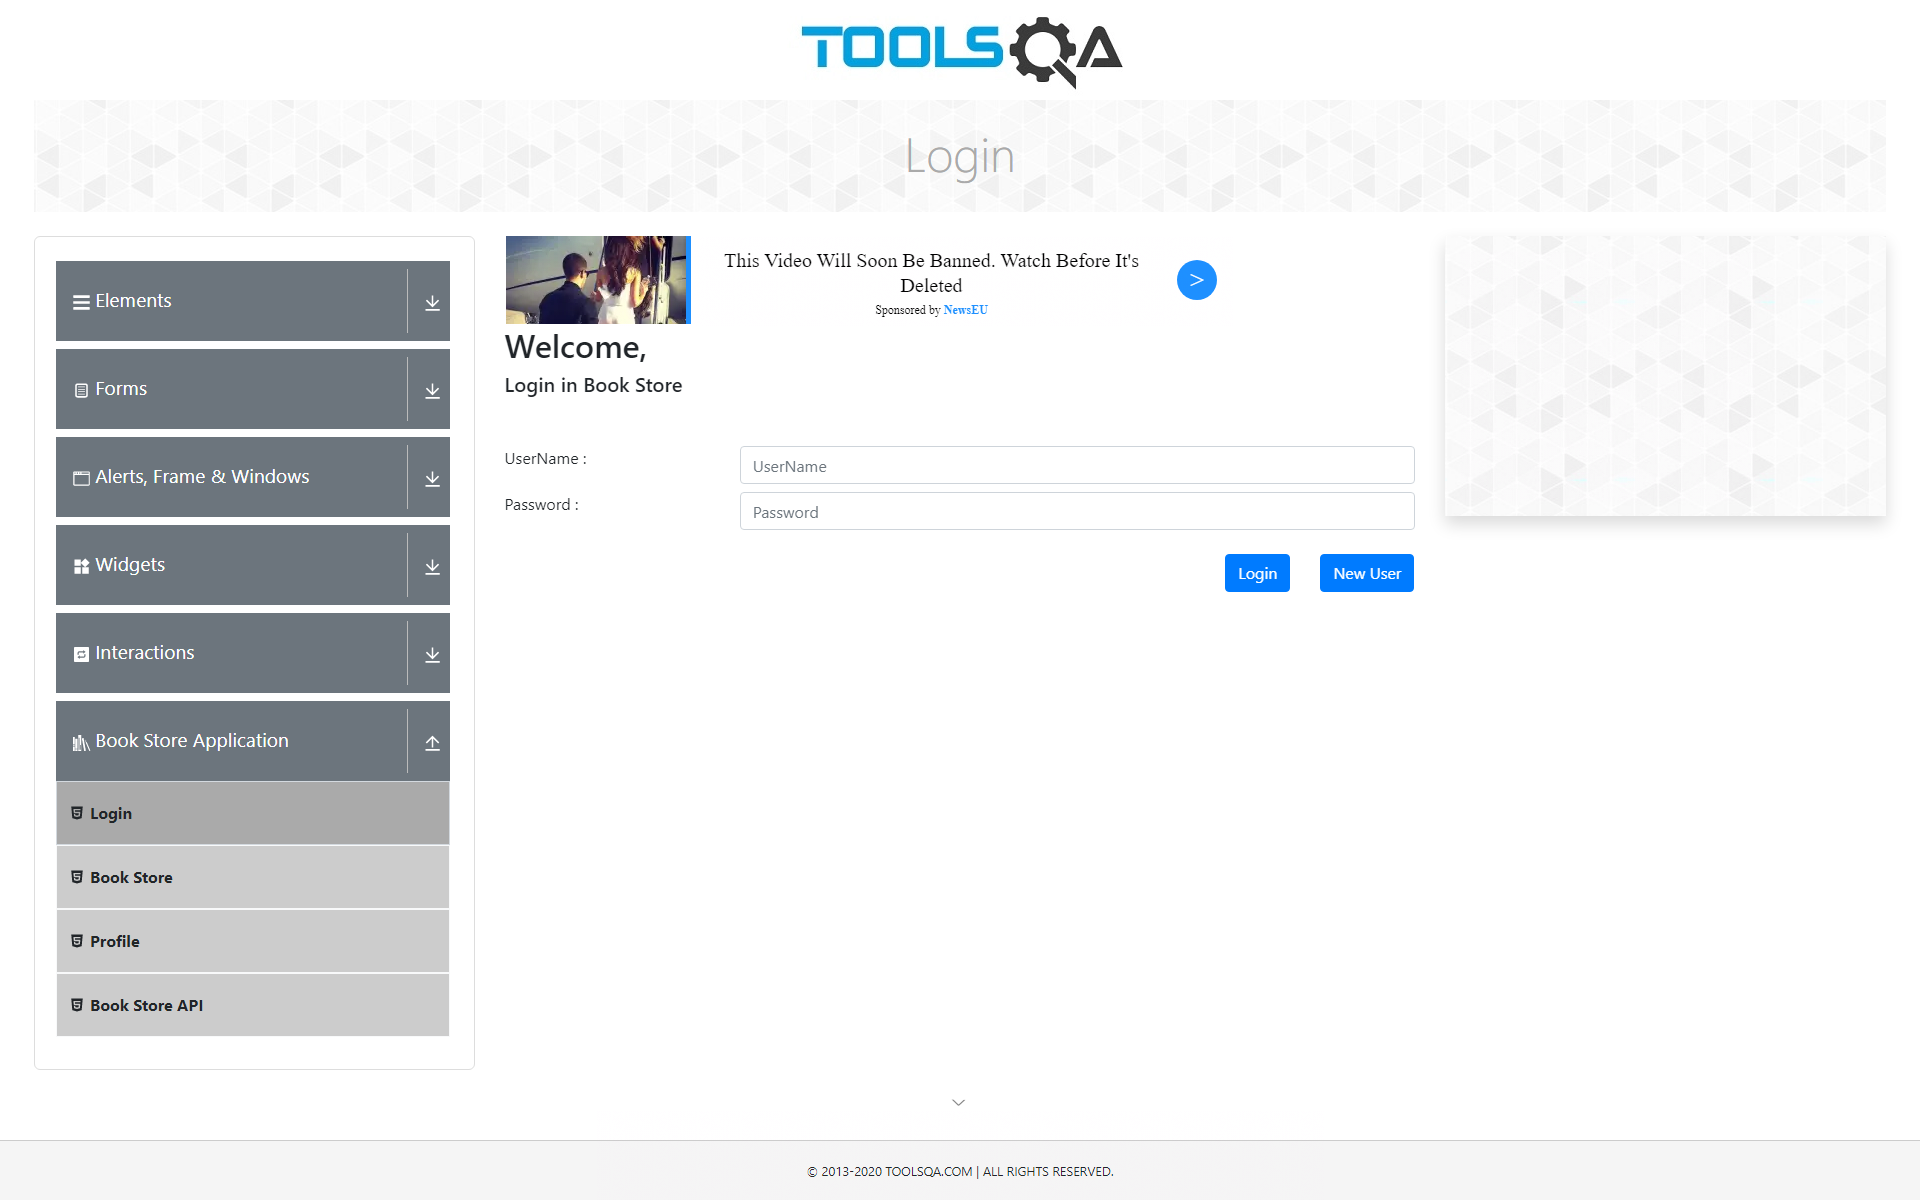 TOOLSQA
Login
Elements
Forms
Alerts, Frame & Windows
Widgets
Interactions
Book Store Application
Login
Book Store
Profile
Book Store API
This Video Will Soon Be Banned. Watch Before It's
Deleted
Sponsored by NewsEU
>
Welcome,
Login in Book Store
UserName :
UserName
Password :
Password
Login
New User
© 2013-2020 TOOLSQA.COM | ALL RIGHTS RESERVED.